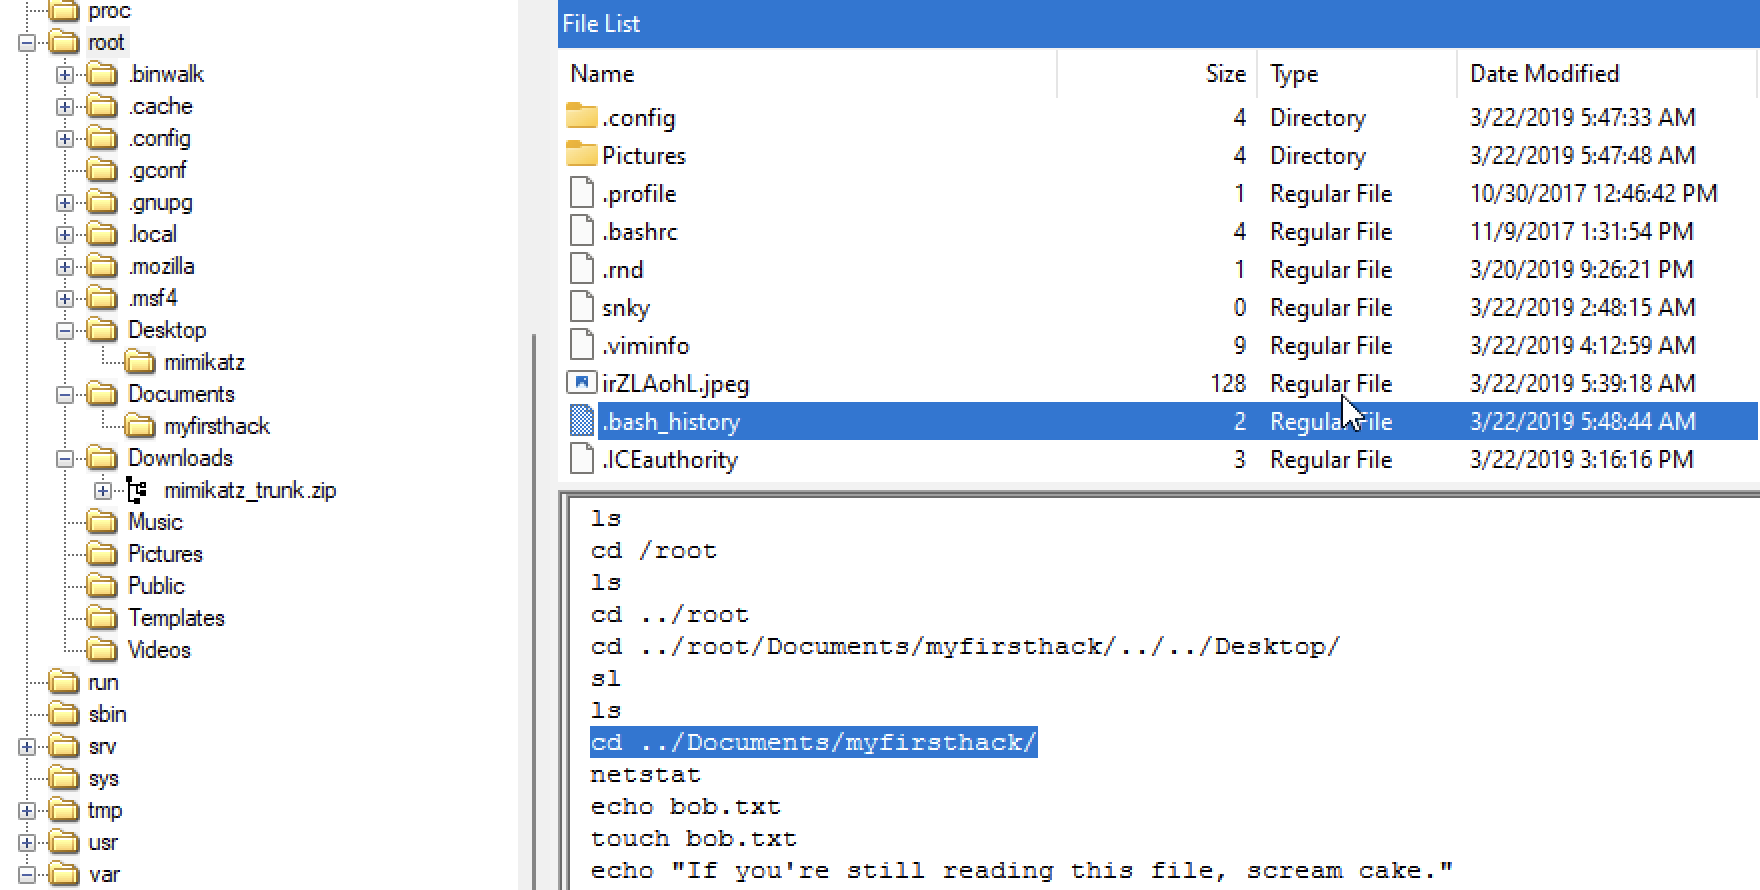 proc
root
.binwalk
.cache
.config
.gconf
.gnupg
.local
.mozilla
.msf4
Desktop
mimikatz
Documents
myfirsthack
Downloads
mimikatz_trunk.zip
Music
Pictures
Public
Templates
Videos
run
sbin
srv
sys
tmp
usr
var
File List
Name Size Type Date Modified
.config 4 Directory 3/22/2019 5:47:33 AM
Pictures 4 Directory 3/22/2019 5:47:48 AM
.profile 1 Regular File 10/30/2017 12:46:42 PM
.bashrc 4 Regular File 11/9/2017 1:31:54 PM
.rnd 1 Regular File 3/20/2019 9:26:21 PM
snky 0 Regular File 3/22/2019 2:48:15 AM
.viminfo 9 Regular File 3/22/2019 4:12:59 AM
irZLAohL.jpeg 128 Regular File 3/22/2019 5:39:18 AM
.bash_history 2 Regular File 3/22/2019 5:48:44 AM
.ICEauthority 3 Regular File 3/22/2019 3:16:16 PM
ls
cd /root
ls
cd ../root
cd ../root/Documents/myfirsthack/../../Desktop/
sl
ls
cd ../Documents/myfirsthack/
netstat
echo bob.txt
touch bob.txt
echo "If you're still reading this file, scream cake."